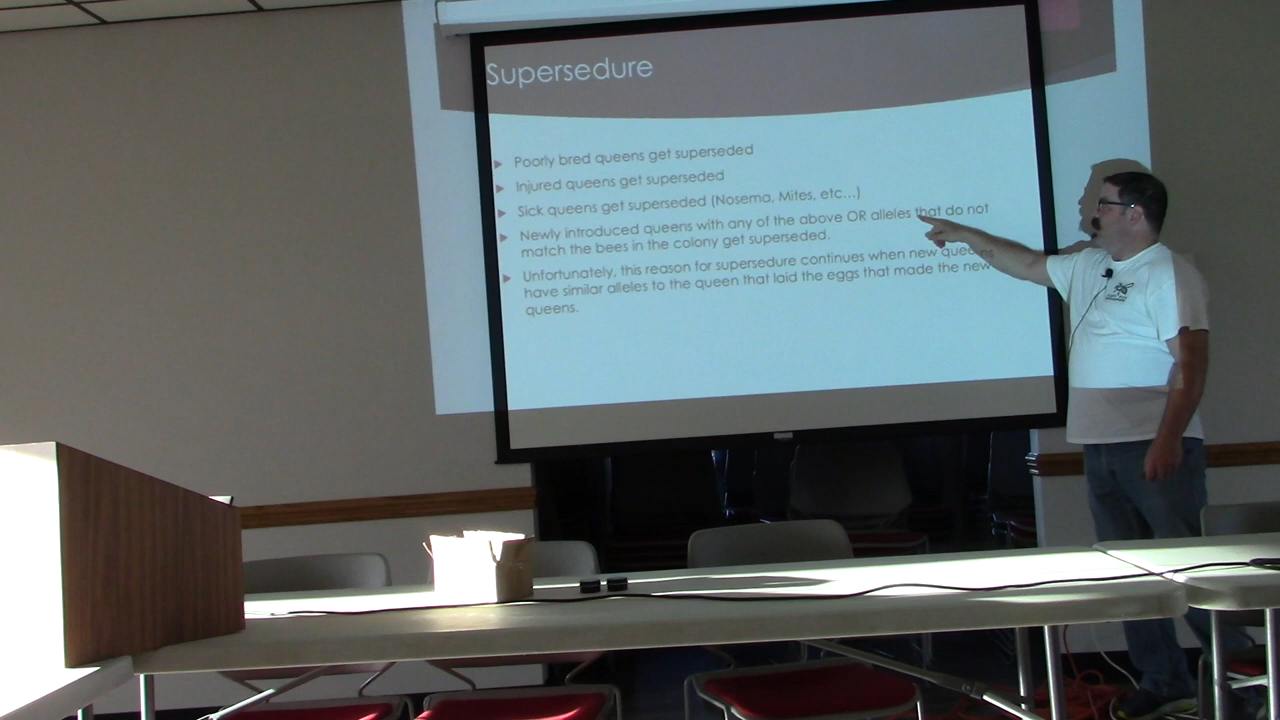 Supersedure
Poorly bred queens get superseded
Injured queens get superseded
Sick queens get superseded (Nosema, Mites, etc...)
Newly introduced queens with any of the above OR alleles that do not
match the bees in the colony get superseded.
Unfortunately, this reason for supersedure continues when new queens
have similar alleles to the queen that laid the eggs that made the new
queens.